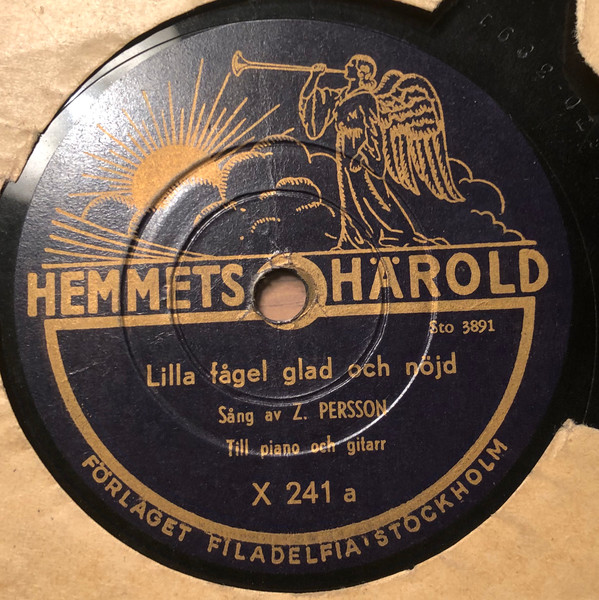 HEMMETS HÄROLD
Sto 3891
Lilla fågel glad och nöjd
Sång av Z. PERSSON
Till piano och gitarr
X 241 a
FÖRLAGET FILADELFIA'STOCKHOLM